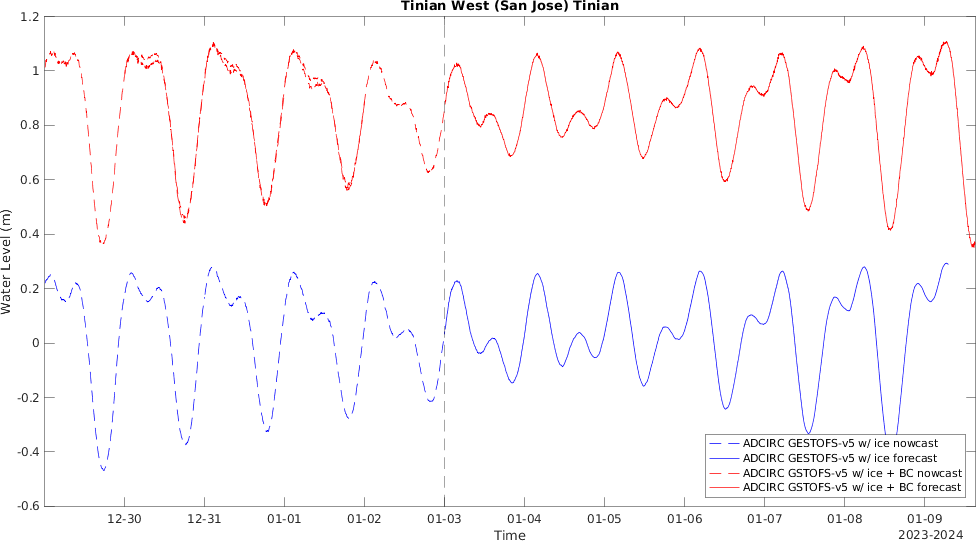 Tinian West (San Jose) Tinian
1.2
1
0.8
0.6
0.4
0.2
0
-0.2
-0.4
-0.6
Water Level (m)
ADCIRC GESTOFS-v5 w/ ice nowcast
ADCIRC GESTOFS-v5 w/ ice forecast
ADCIRC GSTOFS-v5 w/ ice + BC nowcast
ADCIRC GSTOFS-v5 w/ ice + BC forecast
12-30 12-31 01-01 01-02 01-03 01-04 01-05 01-06 01-07 01-08 01-09
Time
2023-2024